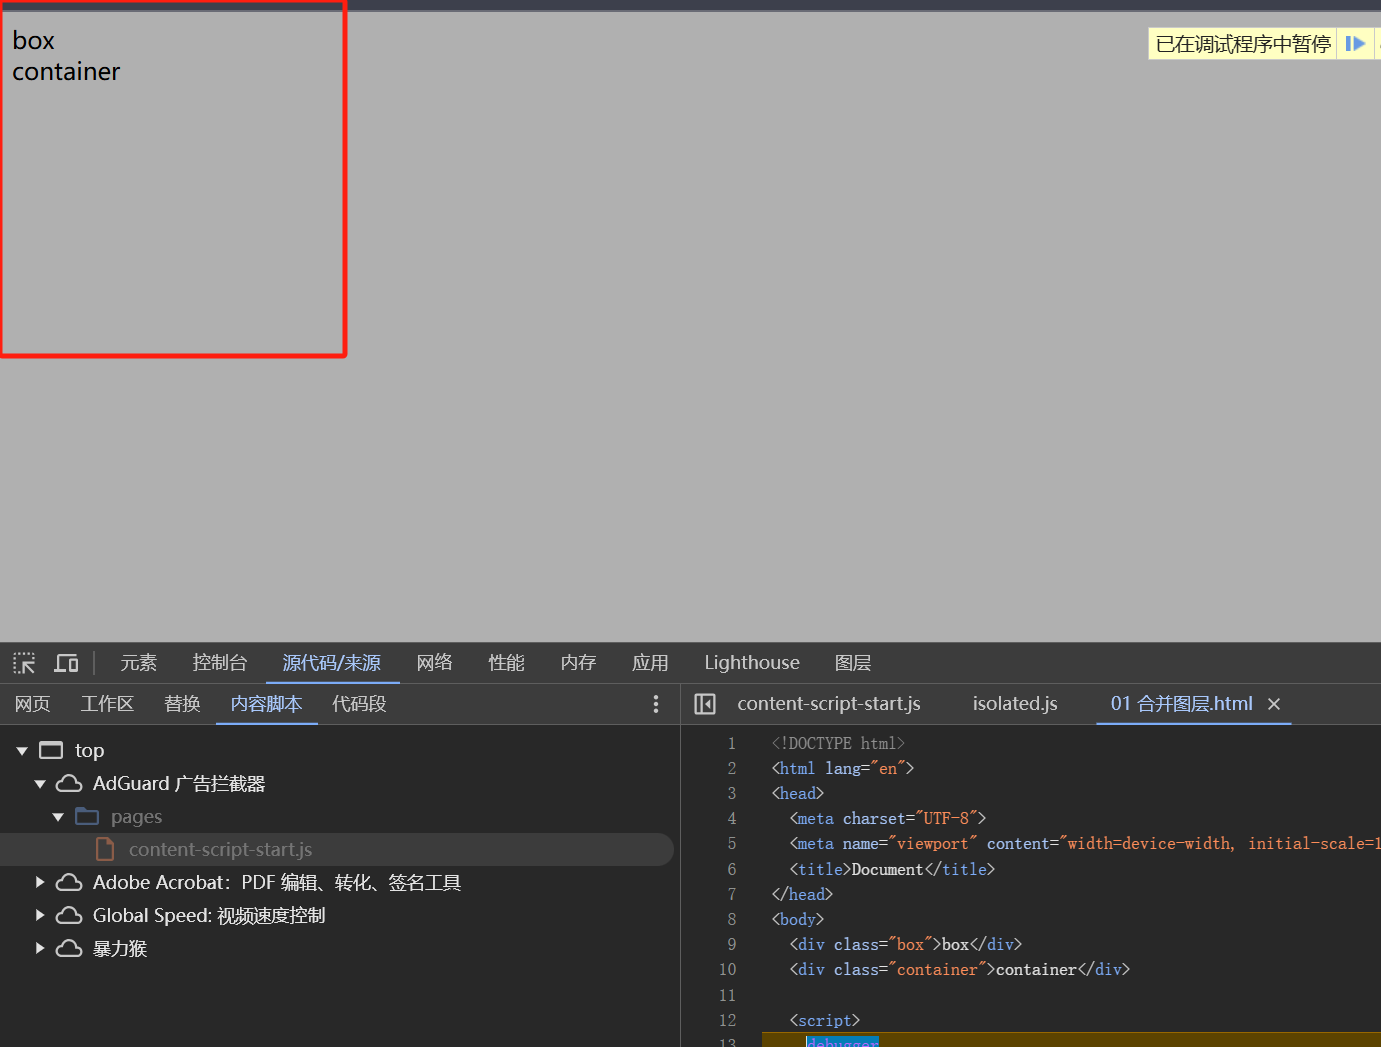 box
container
已在调试程序中暂停
元素 控制台 源代码/来源 网络 性能 内存 应用 Lighthouse 图层
网页 工作区 替换 内容脚本 代码段
content-script-start.js isolated.js 01 合并图层.html
top
AdGuard 广告拦截器
pages
content-script-start.js
Adobe Acrobat：PDF 编辑、转化、签名工具
Global Speed: 视频速度控制
暴力猴
1 <!DOCTYPE html>
2 <html lang="en">
3 <head>
4 <meta charset="UTF-8">
5 <meta name="viewport" content="width=device-width, initial-scale=1
6 <title>Document</title>
7 </head>
8 <body>
9 <div class="box">box</div>
10 <div class="container">container</div>
11
12 <script>
13 debugger